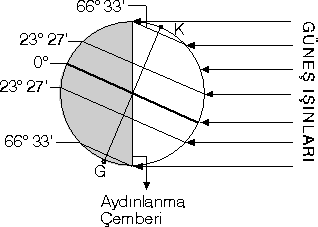 66° 33'
K
23° 27'
0°
23° 27'
66° 33'
G
Aydınlanma
Çemberi
GÜNEŞ IŞINLARI